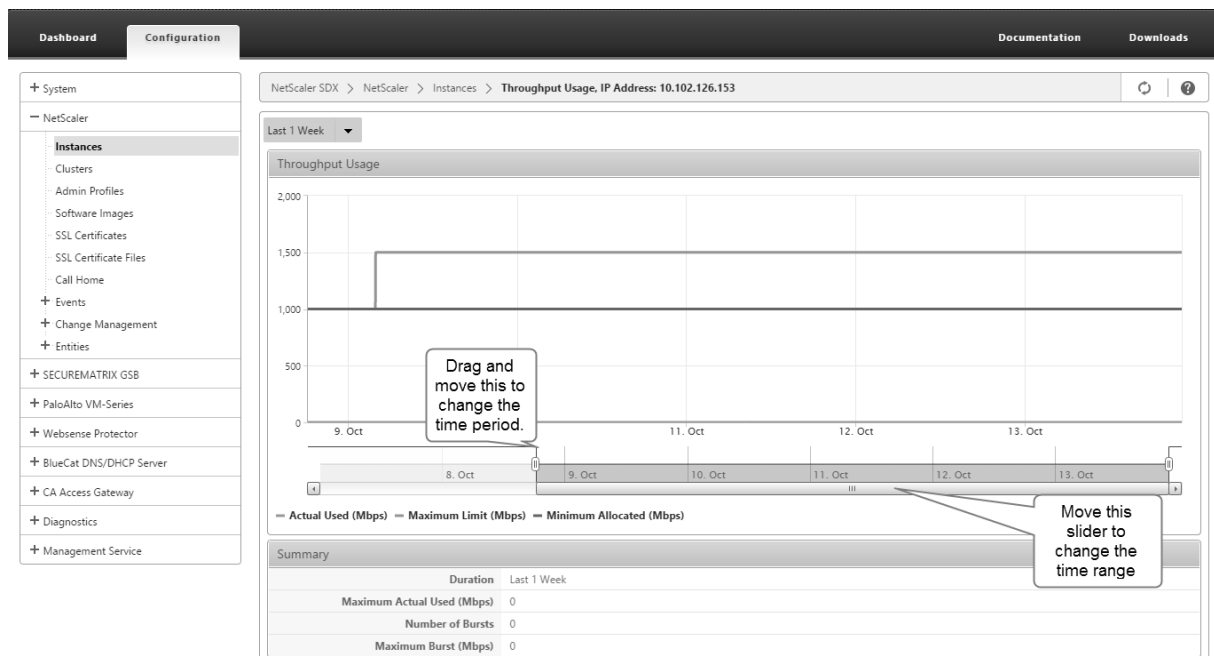 Dashboard
Configuration
Documentation
Downloads
+ System
− NetScaler
Instances
Clusters
Admin Profiles
Software Images
SSL Certificates
SSL Certificate Files
Call Home
+ Events
+ Change Management
+ Entities
+ SECUREMATRIX GSB
+ PaloAlto VM-Series
+ Websense Protector
+ BlueCat DNS/DHCP Server
+ CA Access Gateway
+ Diagnostics
+ Management Service
NetScaler SDX > NetScaler > Instances > Throughput Usage, IP Address: 10.102.126.153
?
Last 1 Week
Throughput Usage
2,000
1,500
1,000
500
0
9. Oct
11. Oct
12. Oct
13. Oct
Drag and
move this to
change the
time period.
8. Oct
9. Oct
10. Oct
11. Oct
12. Oct
13. Oct
Actual Used (Mbps) Maximum Limit (Mbps) Minimum Allocated (Mbps)
Move this
slider to
change the
time range
Summary
Duration Last 1 Week
Maximum Actual Used (Mbps) 0
Number of Bursts 0
Maximum Burst (Mbps) 0